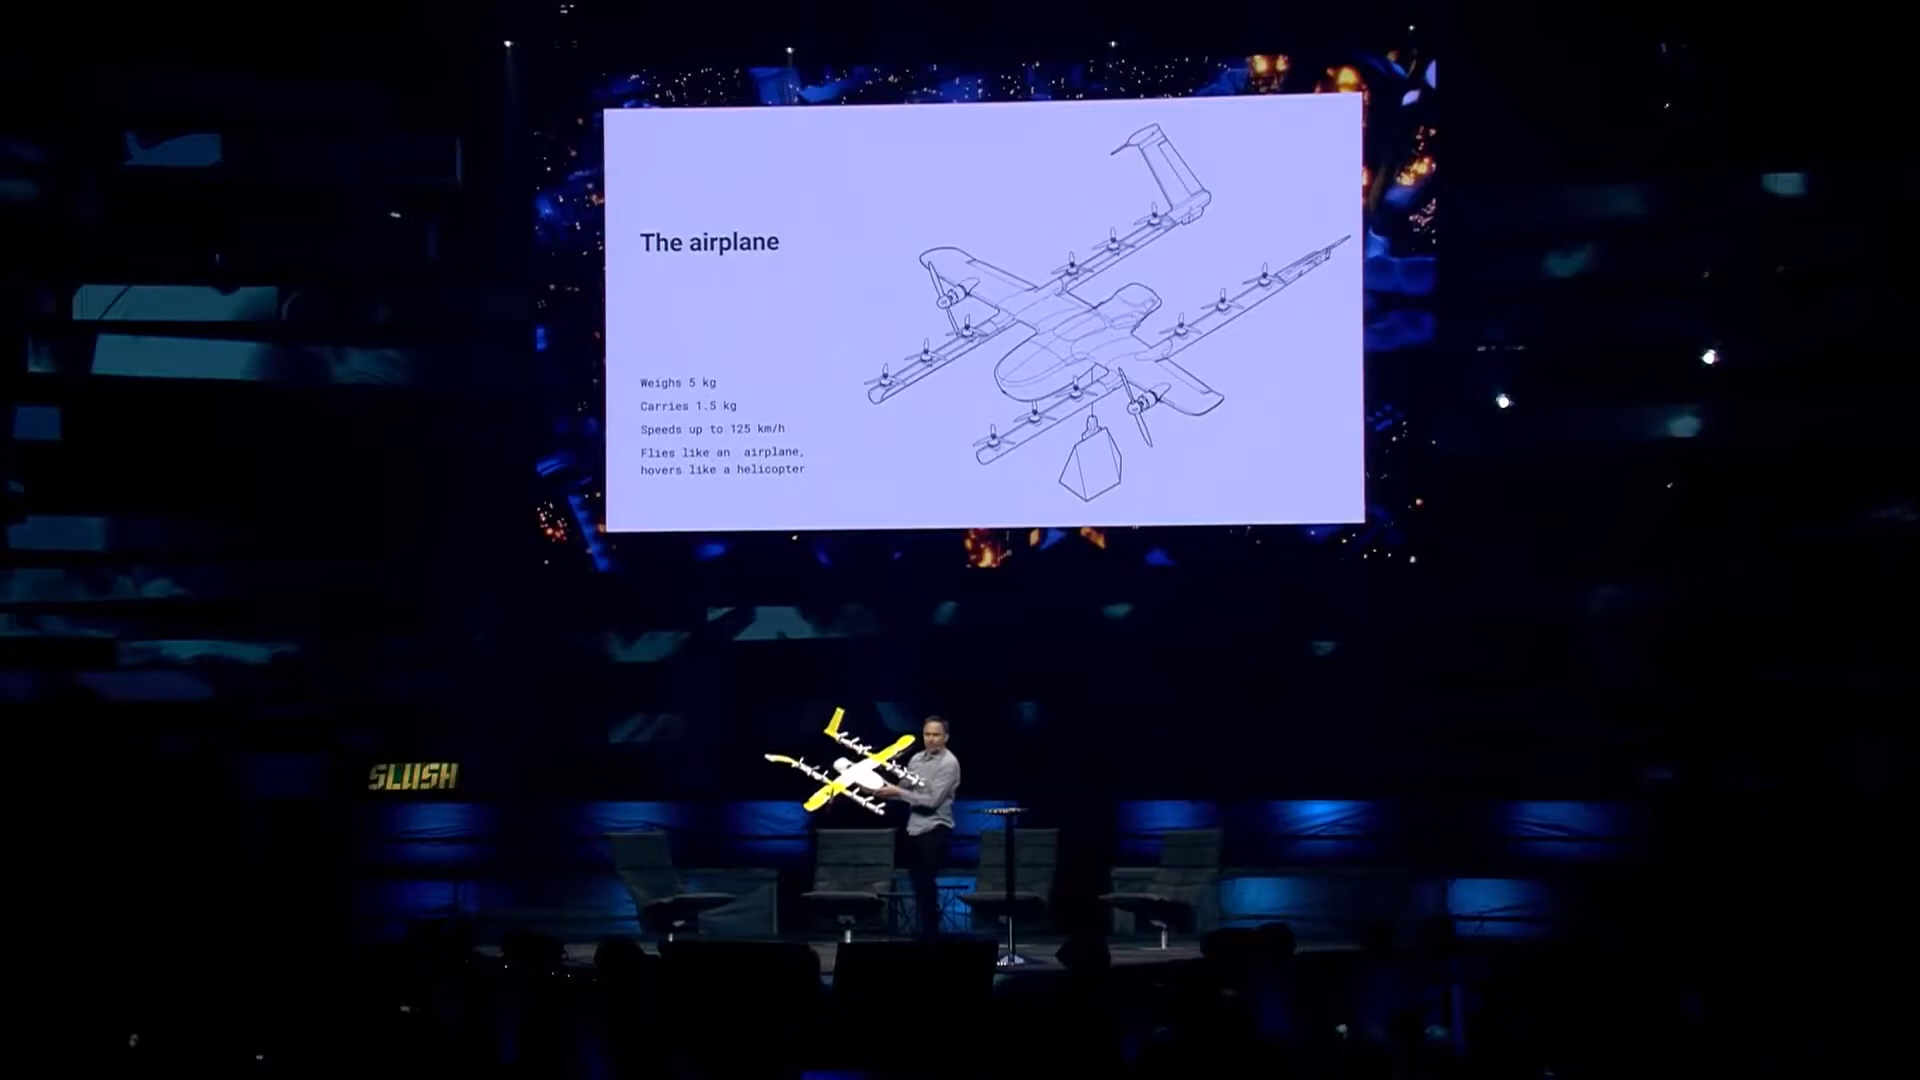 The airplane
Weighs 5 kg
Carries 1.5 kg
Speeds up to 125 km/h
Flies like an airplane,
hovers like a helicopter
SLUSH